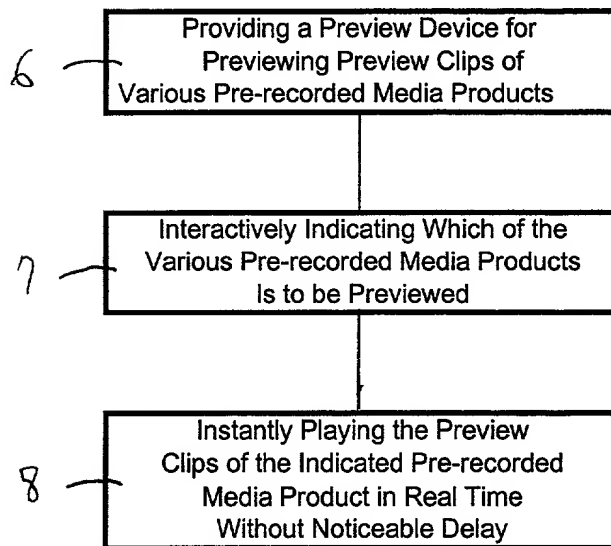 6
Providing a Preview Device for
Previewing Preview Clips of
Various Pre-recorded Media Products
7
Interactively Indicating Which of the
Various Pre-recorded Media Products
Is to be Previewed
8
Instantly Playing the Preview
Clips of the Indicated Pre-recorded
Media Product in Real Time
Without Noticeable Delay